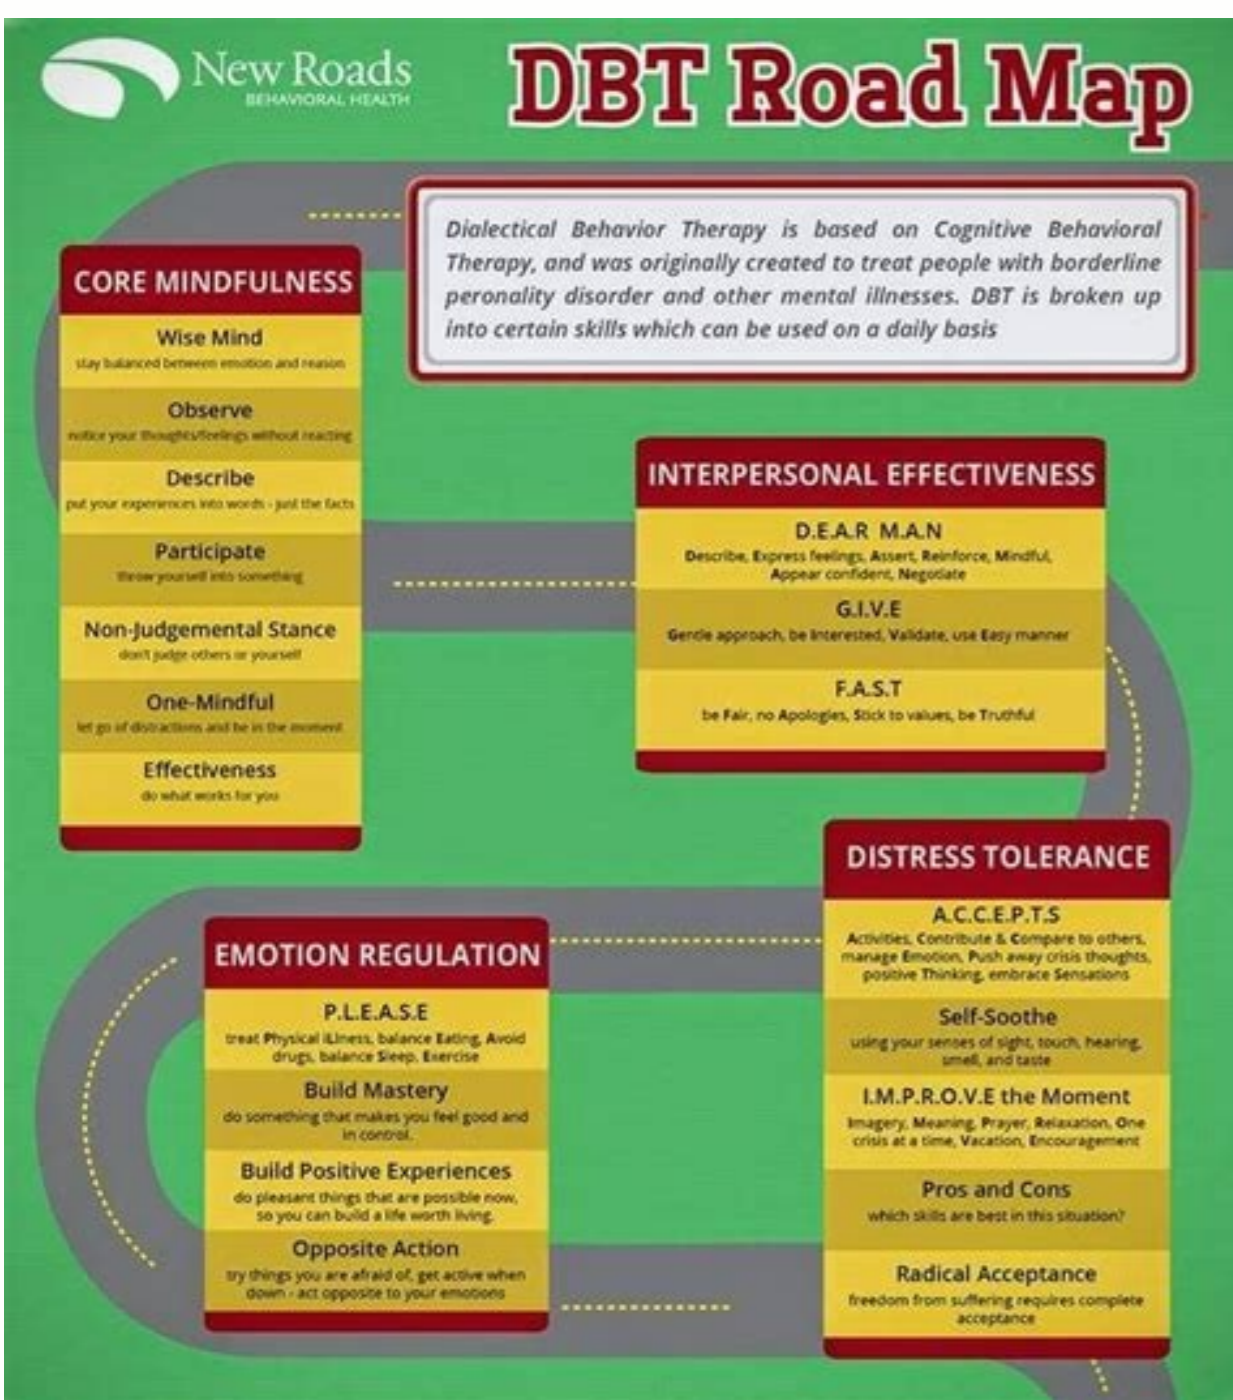 New Roads
BEHAVIORAL HEALTH
DBT Road Map
Dialectical Behavior Therapy is based on Cognitive Behavioral
Therapy, and was originally created to treat people with borderline
peronality disorder and other mental illnesses. DBT is broken up
into certain skills which can be used on a daily basis
CORE MINDFULNESS
Wise Mind
stay balanced between emotion and reason
Observe
notice your thoughts/feelings without reacting
Describe
put your experiences into words - just the facts
Participate
throw yourself into something
Non-Judgemental Stance
don't judge others or yourself
One-Mindful
let go of distractions and be in the moment
Effectiveness
do what works for you
INTERPERSONAL EFFECTIVENESS
D.E.A.R M.A.N
Describe, Express feelings, Assert, Reinforce, Mindful,
Appear confident, Negotiate
G.I.V.E
Gentle approach, be Interested, Validate, use Easy manner
F.A.S.T
be Fair, no Apologies, Stick to values, be Truthful
DISTRESS TOLERANCE
A.C.C.E.P.T.S
Activities, Contribute & Compare to others,
manage Emotion, Push away crisis thoughts,
positive Thinking, embrace Sensations
Self-Soothe
using your senses of sight, touch, hearing,
smell, and taste
I.M.P.R.O.V.E the Moment
Imagery, Meaning, Prayer, Relaxation, One
crisis at a time, Vacation, Encouragement
Pros and Cons
which skills are best in this situation?
Radical Acceptance
freedom from suffering requires complete
acceptance
EMOTION REGULATION
P.L.E.A.S.E
treat Physical iLlness, balance Eating, Avoid
drugs, balance Sleep, Exercise
Build Mastery
do something that makes you feel good and
in control.
Build Positive Experiences
do pleasant things that are possible now,
so you can build a life worth living.
Opposite Action
try things you are afraid of, get active when
down - act opposite to your emotions